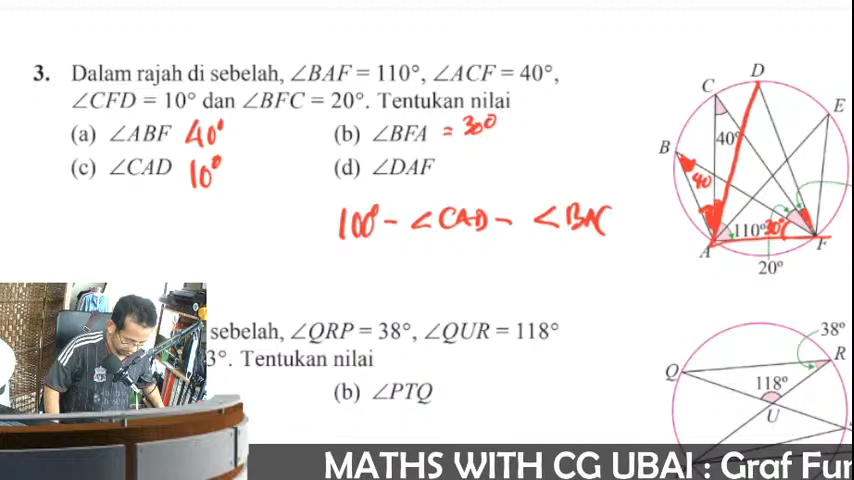 3. Dalam rajah di sebelah, ∠BAF = 110°, ∠ACF = 40°,
∠CFD = 10° dan ∠BFC = 20°. Tentukan nilai
(a) ∠ABF 40° (b) ∠BFA = 30°
(c) ∠CAD 10° (d) ∠DAF
100° - ∠CAD - ∠BAC
D
C
E
40°
B
40
110°
30°
A
F
20°
sebelah, ∠QRP = 38°, ∠QUR = 118°
3°. Tentukan nilai
(b) ∠PTQ
38°
R
Q
118°
U
MATHS WITH CG UBAI : Graf Fun